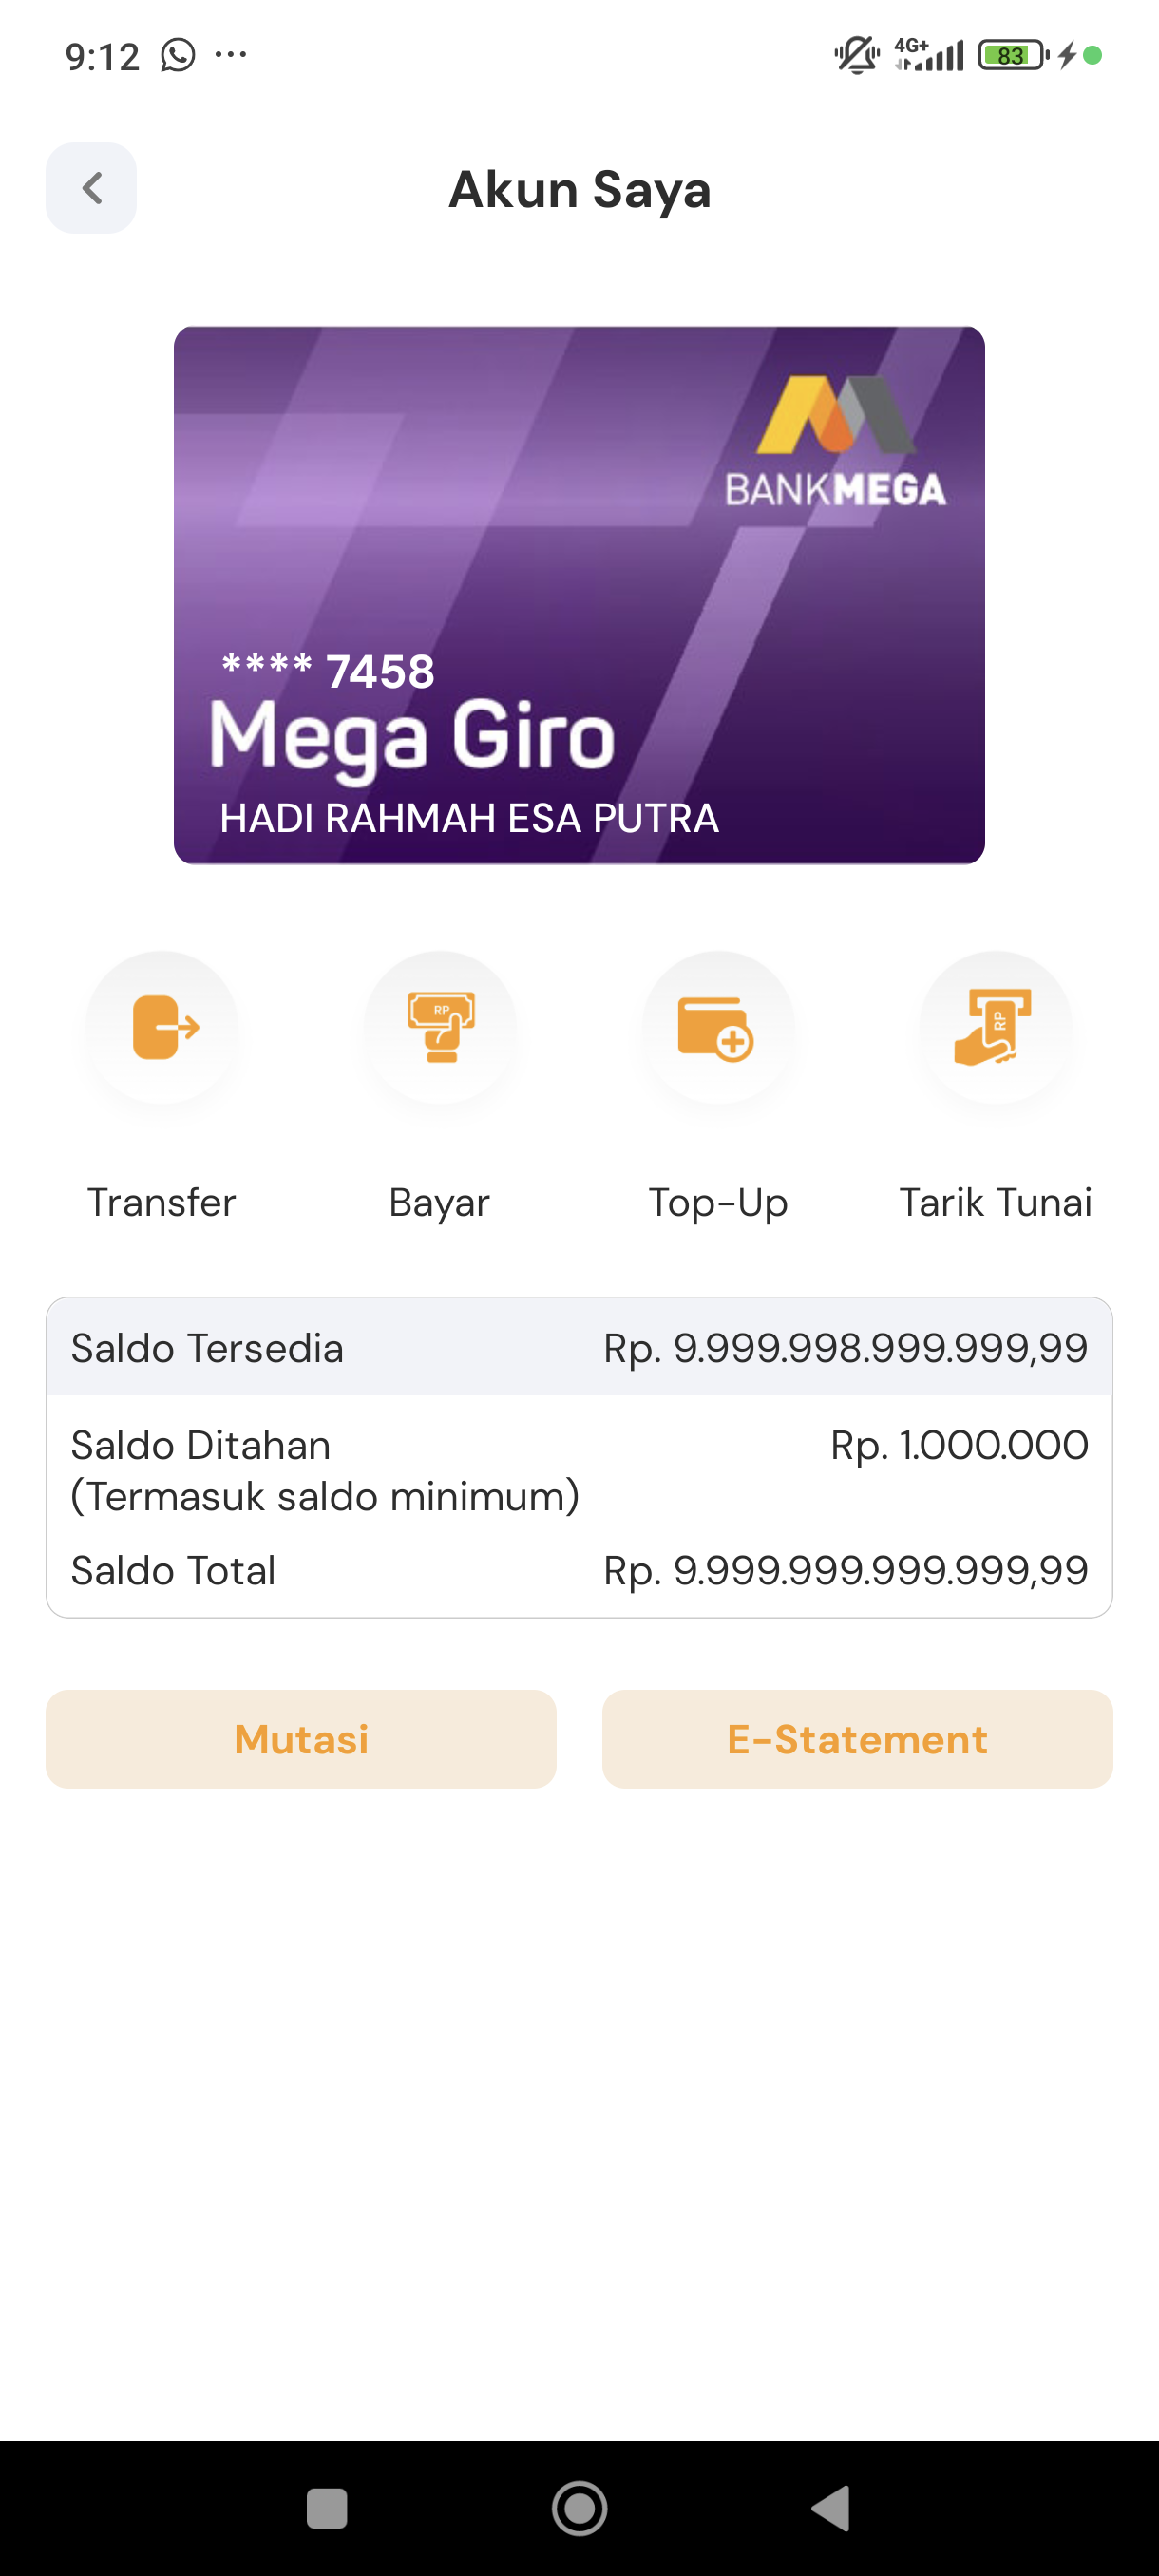 9:12
4G+
83
Akun Saya
BANKMEGA
**** 7458
Mega Giro
HADI RAHMAH ESA PUTRA
RP
RP
Transfer
Bayar
Top-Up
Tarik Tunai
Saldo Tersedia Rp. 9.999.998.999.999,99
Saldo Ditahan Rp. 1.000.000
(Termasuk saldo minimum)
Saldo Total Rp. 9.999.999.999.999,99
Mutasi
E-Statement